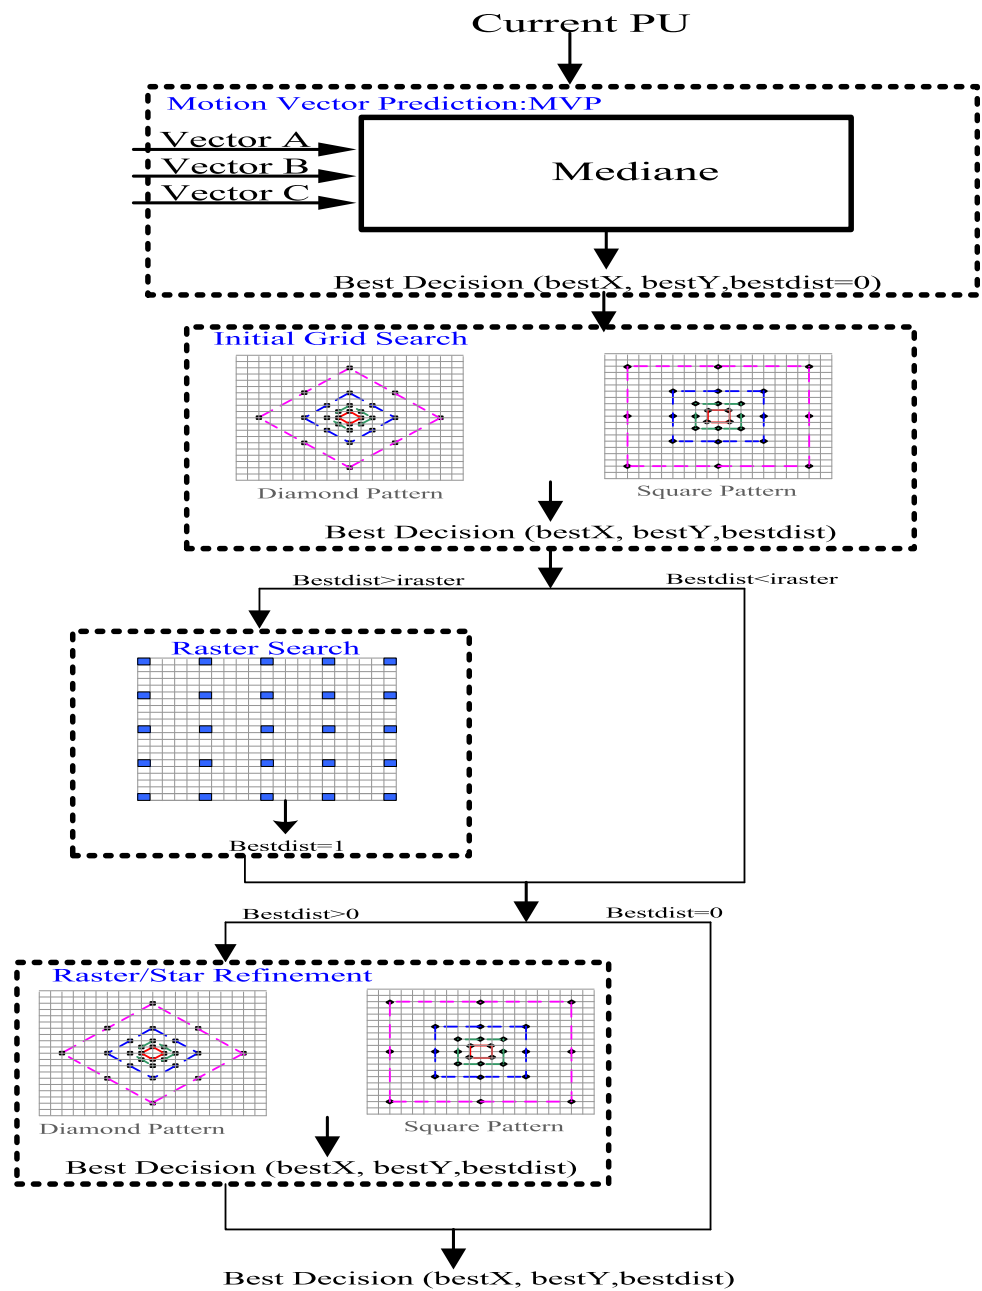 Current PU
Motion Vector Prediction:MVP
Vector A
Vector B
Vector C
Mediane
Best Decision (bestX, bestY,bestdist=0)
Initial Grid Search
Diamond Pattern
Square Pattern
Best Decision (bestX, bestY,bestdist)
Bestdist>iraster
Bestdist<iraster
Raster Search
Bestdist=1
Bestdist>0
Bestdist=0
Raster/Star Refinement
Diamond Pattern
Square Pattern
Best Decision (bestX, bestY,bestdist)
Best Decision (bestX, bestY,bestdist)